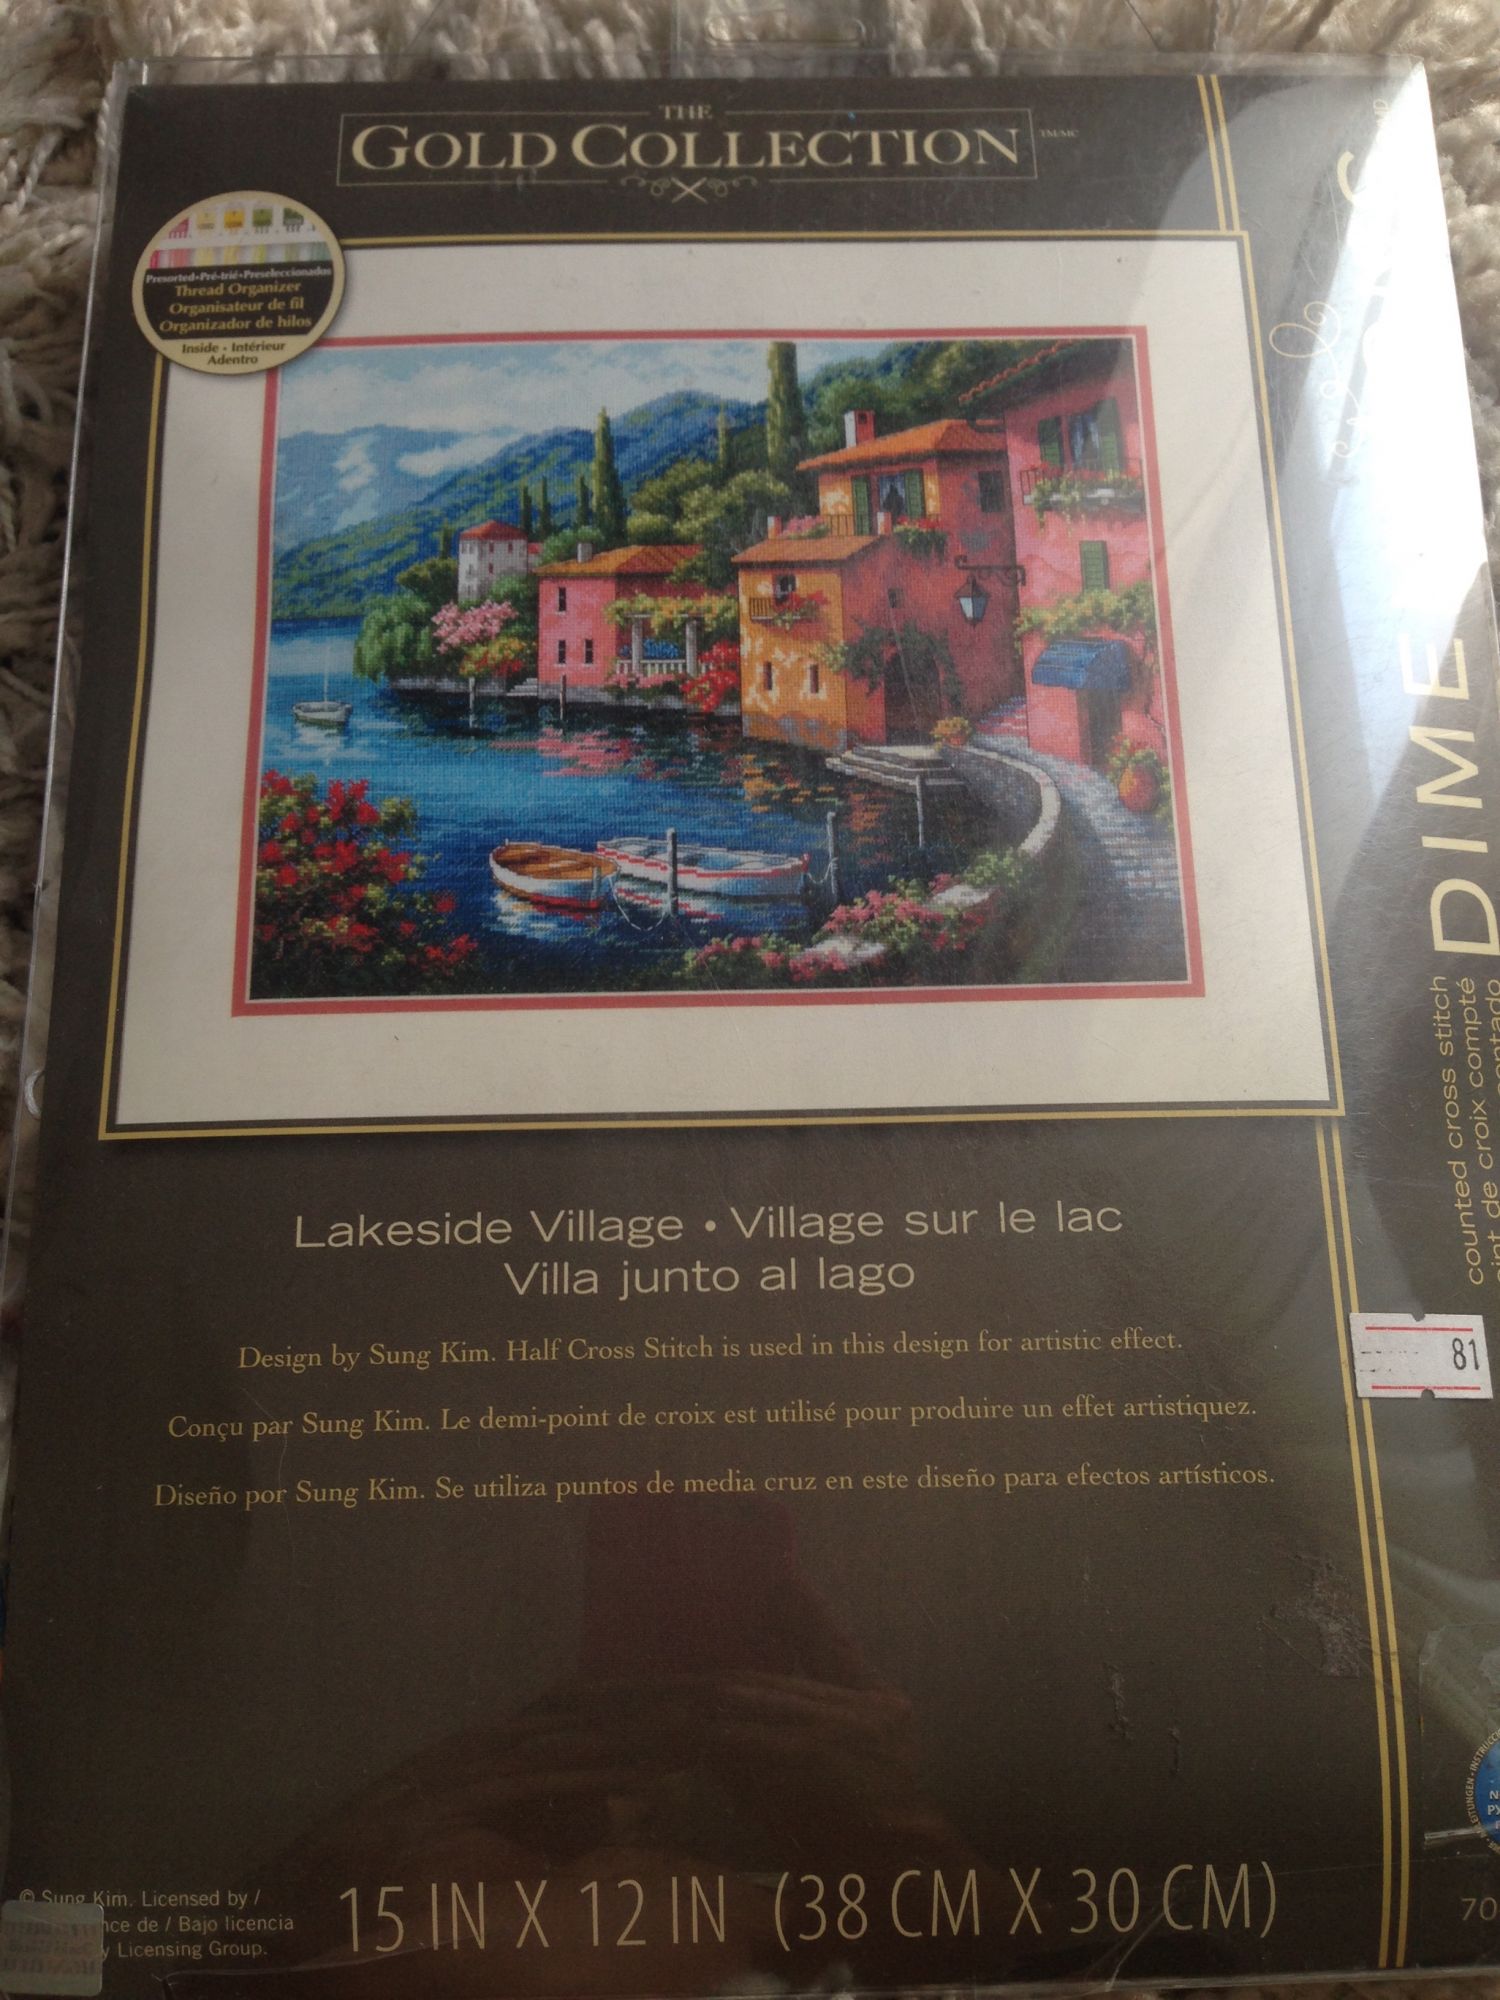 THE
GOLD COLLECTION
TM/MC
Presorted•Pré-trié•Preseleccionados
Thread Organizer
Organisateur de fil
Organizador de hilos
Inside • Intérieur
Adentro
DIME
counted cross stitch
de croix compté
Lakeside Village • Village sur le lac
Villa junto al lago
Design by Sung Kim. Half Cross Stitch is used in this design for artistic effect.
Conçu par Sung Kim. Le demi-point de croix est utilisé pour produire un effet artistiquez.
Diseño por Sung Kim. Se utiliza puntos de media cruz en este diseño para efectos artísticos.
81
© Sung Kim. Licensed by /
de / Bajo licencia
Licensing Group.
15 IN X 12 IN (38 CM X 30 CM)
70